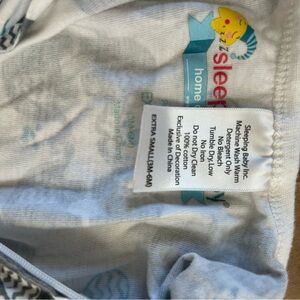 sleep
home
y®
Sleeping Baby Inc.
Machine Wash Warm
Detergent Only
No Bleach
Tumble Dry, Low
No Iron
Do not Dry Clean
100% cotton
Exclusive of Decoration
Made in China
EXTRA SMALL(3M-6M)